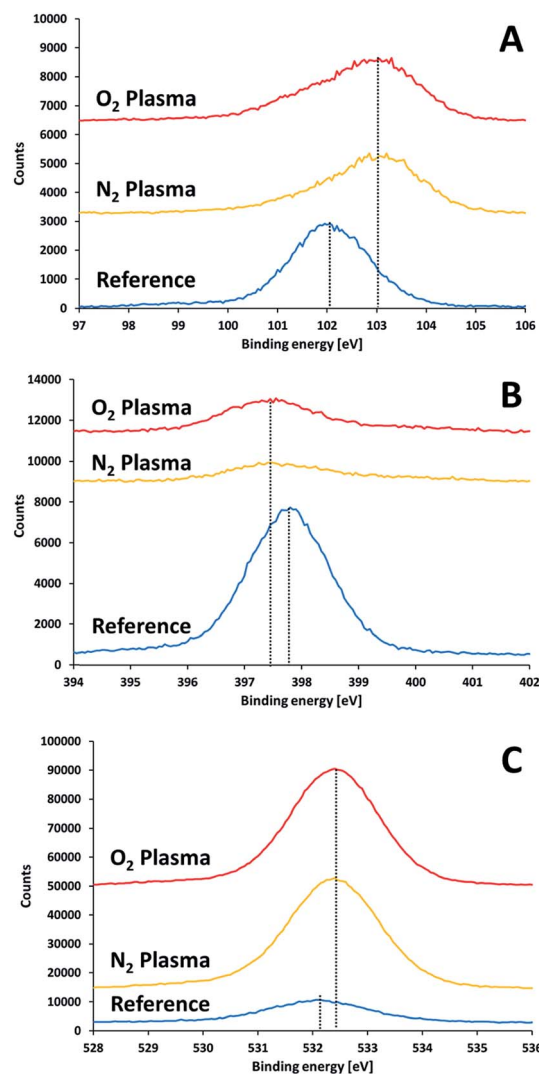 A
10000
9000
8000
7000
6000
5000
4000
3000
2000
1000
0
Counts
O₂ Plasma
N₂ Plasma
Reference
97 98 99 100 101 102 103 104 105 106
Binding energy [eV]
B
14000
12000
10000
8000
6000
4000
2000
0
Counts
O₂ Plasma
N₂ Plasma
Reference
394 395 396 397 398 399 400 401 402
Binding energy [eV]
C
100000
90000
80000
70000
60000
50000
40000
30000
20000
10000
0
Counts
O₂ Plasma
N₂ Plasma
Reference
528 529 530 531 532 533 534 535 536
Binding energy [eV]